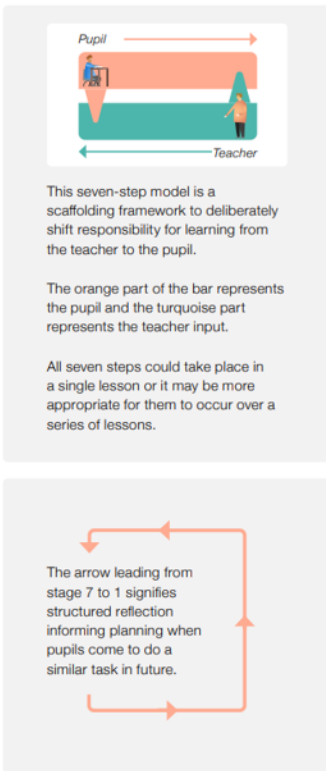 Pupil
Teacher
This seven-step model is a
scaffolding framework to deliberately
shift responsibility for learning from
the teacher to the pupil.
The orange part of the bar represents
the pupil and the turquoise part
represents the teacher input.
All seven steps could take place in
a single lesson or it may be more
appropriate for them to occur over a
series of lessons.
The arrow leading from
stage 7 to 1 signifies
structured reflection
informing planning when
pupils come to do a
similar task in future.